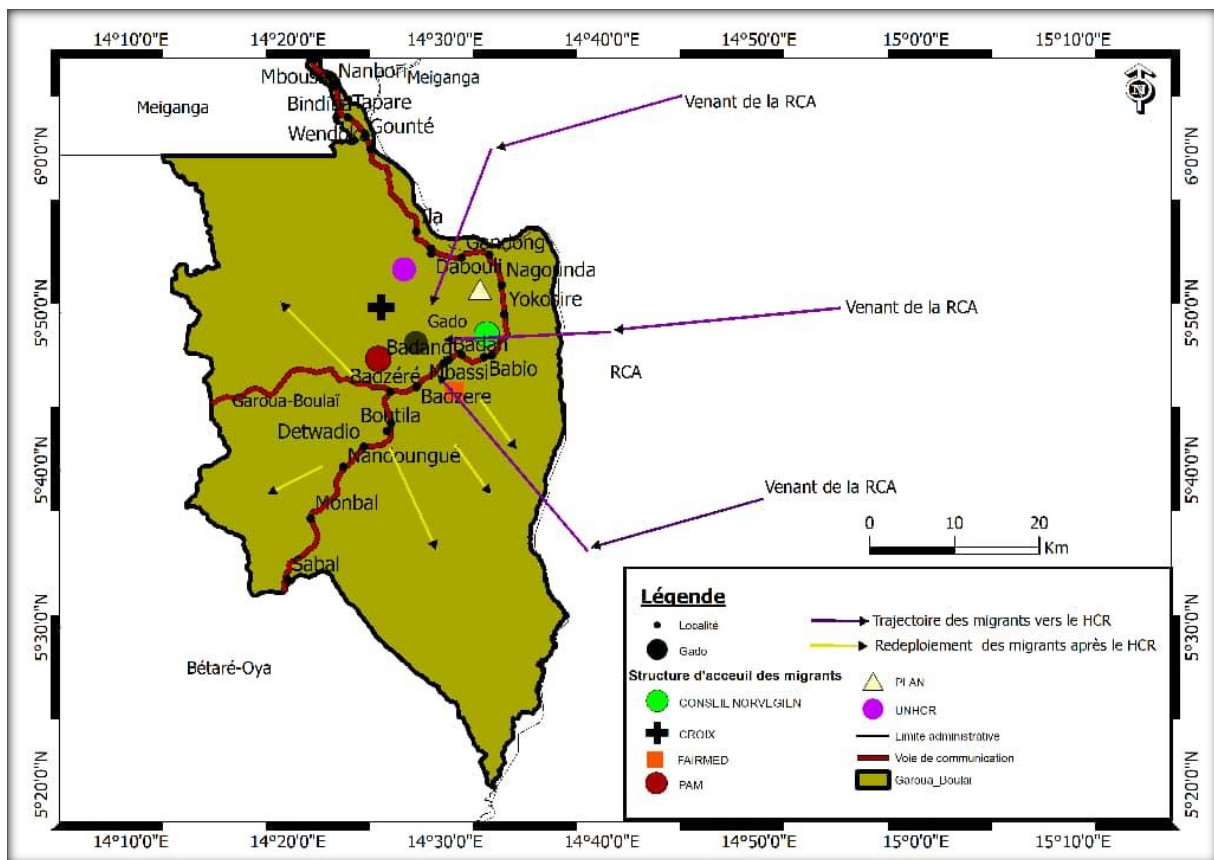 14°10'0"E 14°20'0"E 14°30'0"E 14°40'0"E 14°50'0"E 15°0'0"E 15°10'0"E
6°0'0"N
5°50'0"N
5°40'0"N
5°30'0"N
5°20'0"N
Nanbori
Meiganga
Meiganga
Tapare
Gounté
Venant de la RCA
Gandong
Dabouli
Nagounda
Yokosire
Venant de la RCA
Gado
Badang
Badan
Mbassi
Babio
RCA
Badzéré
Badzere
Garoua-Boulaï
Boutila
Detwadio
Nandoungue
Venant de la RCA
Monbal
0 10 20
Km
Sabal
Bétaré-Oya
N
Légende
Localité
Gado
Structure d'acceuil des migrants
CONSEIL NORVEGIEN
CROIX
FAIRMED
PAM
Trajectoire des migrants vers le HCR
Redeploiement des migrants après le HCR
PLAN
UNHCR
Limite administrative
Voie de communication
Garoua_Boulai
6°0'0"N
5°50'0"N
5°40'0"N
5°30'0"N
5°20'0"N
14°10'0"E 14°20'0"E 14°30'0"E 14°40'0"E 14°50'0"E 15°0'0"E 15°10'0"E